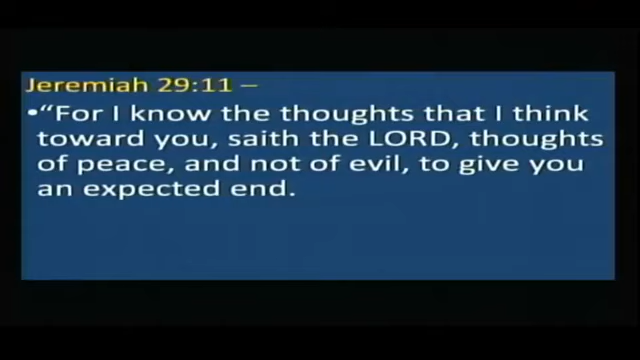 Jeremiah 29:11 –
•“For I know the thoughts that I think
toward you, saith the LORD, thoughts
of peace, and not of evil, to give you
an expected end.